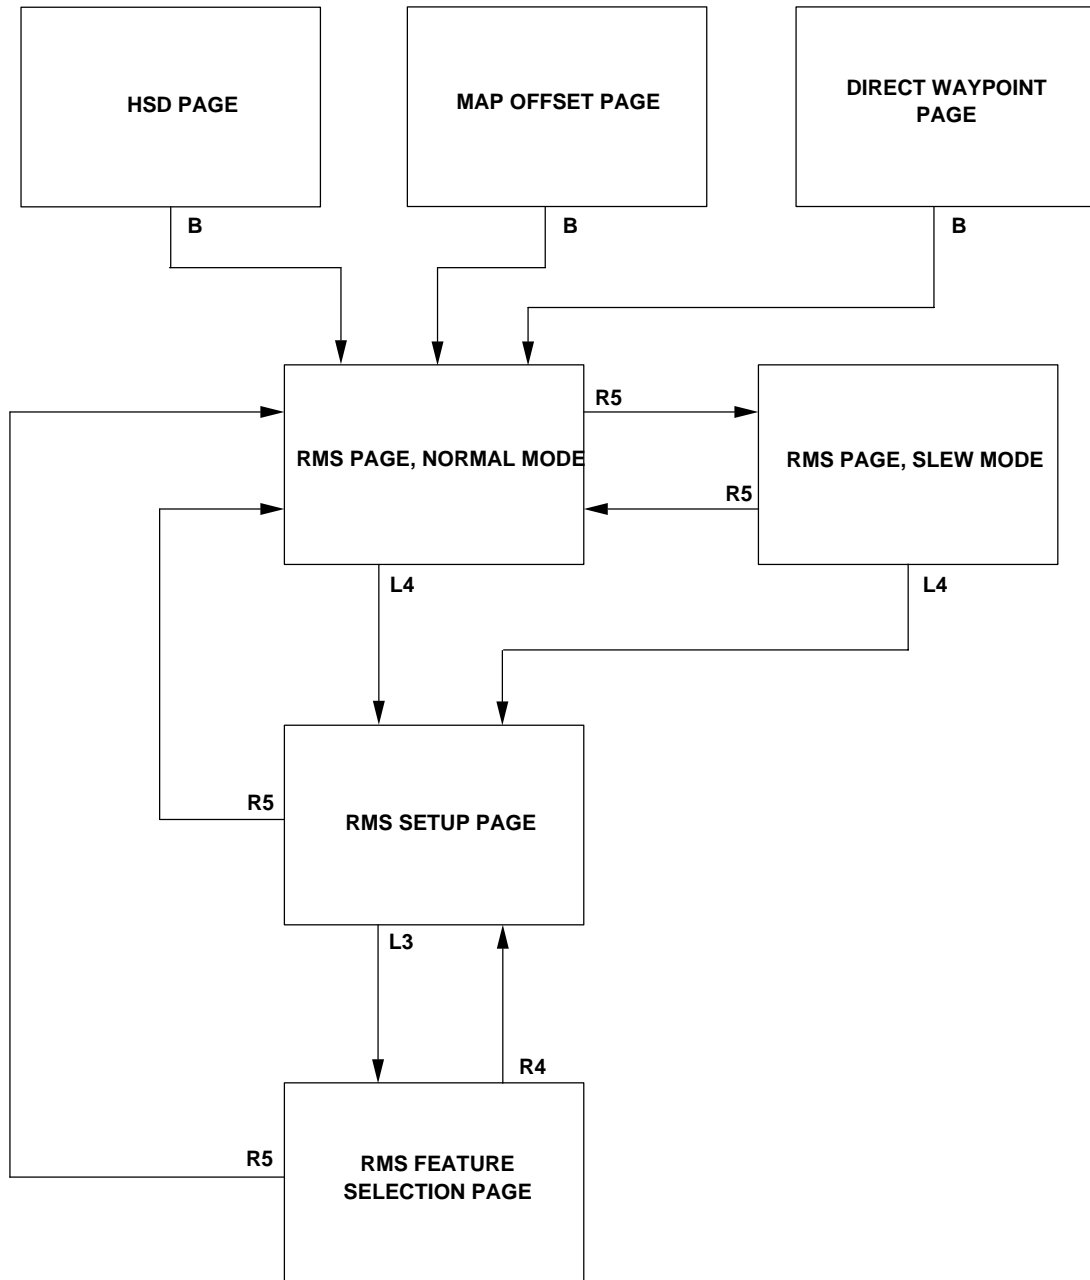 HSD PAGE
MAP OFFSET PAGE
DIRECT WAYPOINT
PAGE
B
B
B
RMS PAGE, NORMAL MODE
R5
R5
RMS PAGE, SLEW MODE
L4
L4
R5
RMS SETUP PAGE
L3
R4
R5
RMS FEATURE
SELECTION PAGE